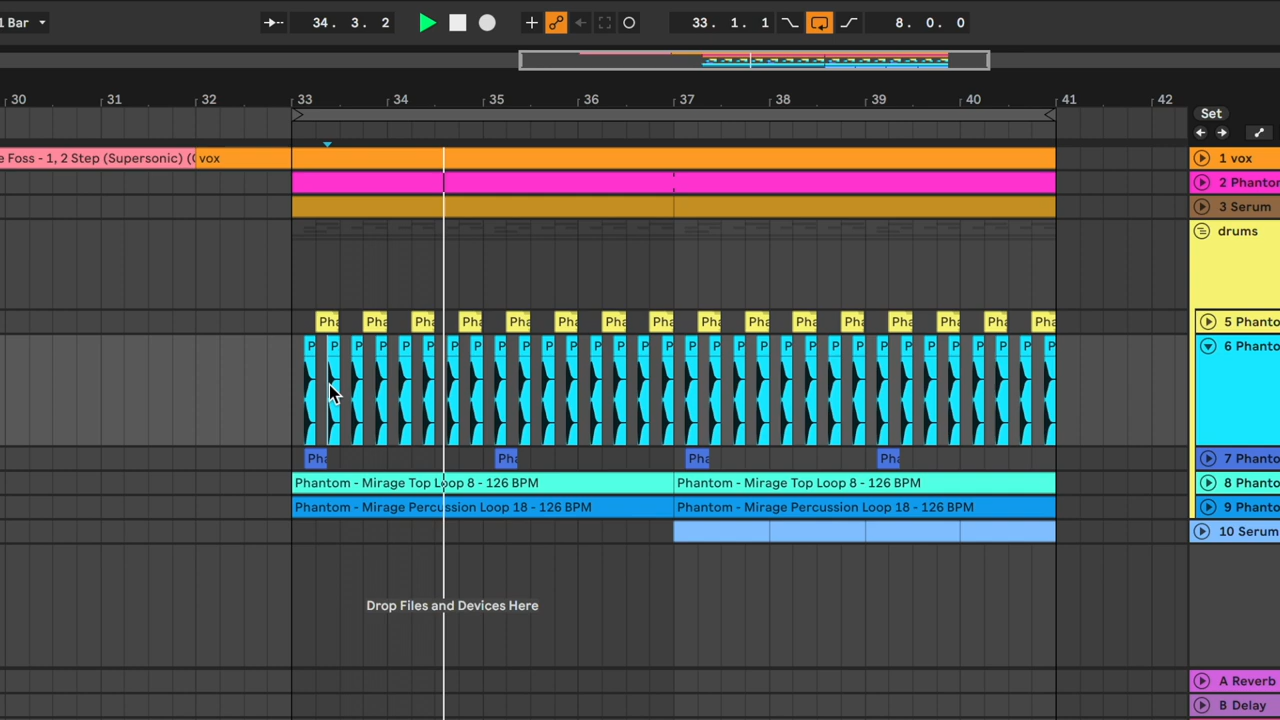 1 Bar
34. 3. 2
33. 1. 1
8. 0. 0
30 31 32 33 34 35 36 37 38 39 40 41 42
Set
e Foss - 1, 2 Step (Supersonic) ( vox
1 vox
2 Phantom
3 Serum
drums
Pha Pha Pha Pha Pha Pha Pha Pha Pha Pha Pha Pha Pha Pha Pha Pha
5 Phanto
P P P P P P P P P P P P P P P P P P P P P P P P P P P P P P P P
6 Phanto
Pha Pha Pha Pha
7 Phanto
Phantom - Mirage Top Loop 8 - 126 BPM Phantom - Mirage Top Loop 8 - 126 BPM
8 Phanto
Phantom - Mirage Percussion Loop 18 - 126 BPM Phantom - Mirage Percussion Loop 18 - 126 BPM
9 Phanto
10 Serum
Drop Files and Devices Here
A Reverb
B Delay